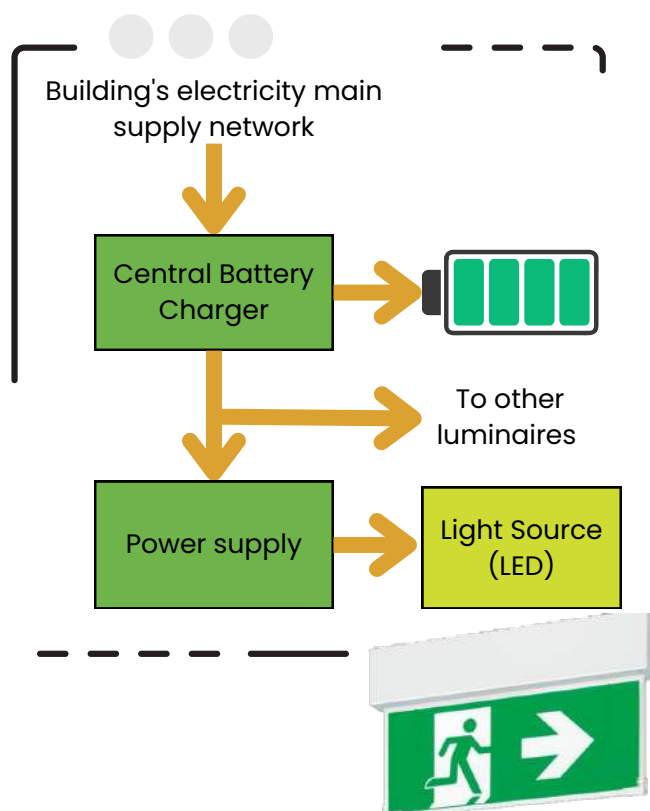 Building's electricity main
supply network
Central Battery
Charger
To other
luminaires
Power supply
Light Source
(LED)